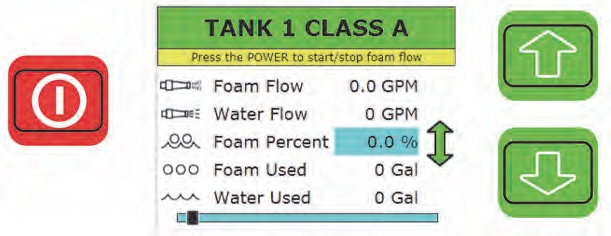 TANK 1 CLASS A
Press the POWER to start/stop foam flow
Foam Flow 0.0 GPM
Water Flow 0 GPM
Foam Percent 0.0 %
Foam Used 0 Gal
Water Used 0 Gal